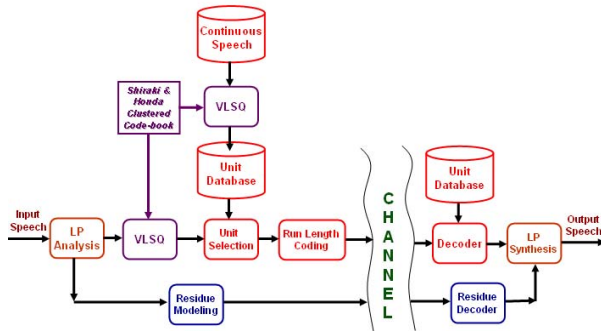 Continuous
Speech
Shiraki &
Honda
Clustered
Code-book
VLSQ
Unit
Database
Input
Speech
LP
Analysis
VLSQ
Unit
Selection
Run Length
Coding
CHANNEL
Unit
Database
Decoder
LP
Synthesis
Output
Speech
Residue
Modeling
Residue
Decoder